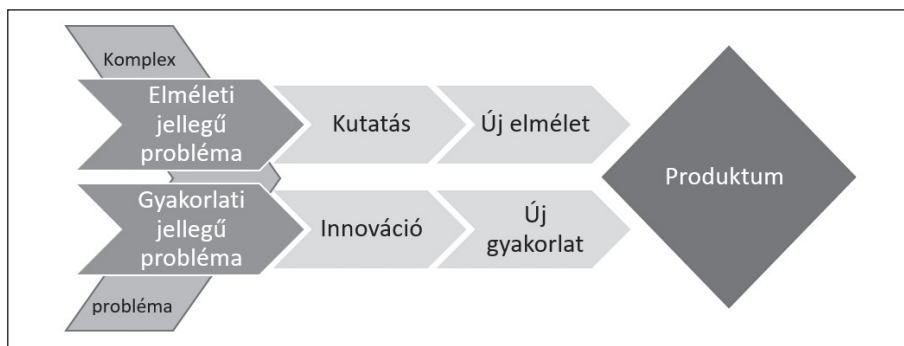 Komplex
Elméleti
jellegű
probléma
Kutatás
Új elmélet
Produktum
Gyakorlati
jellegű
probléma
Innováció
Új
gyakorlat
probléma